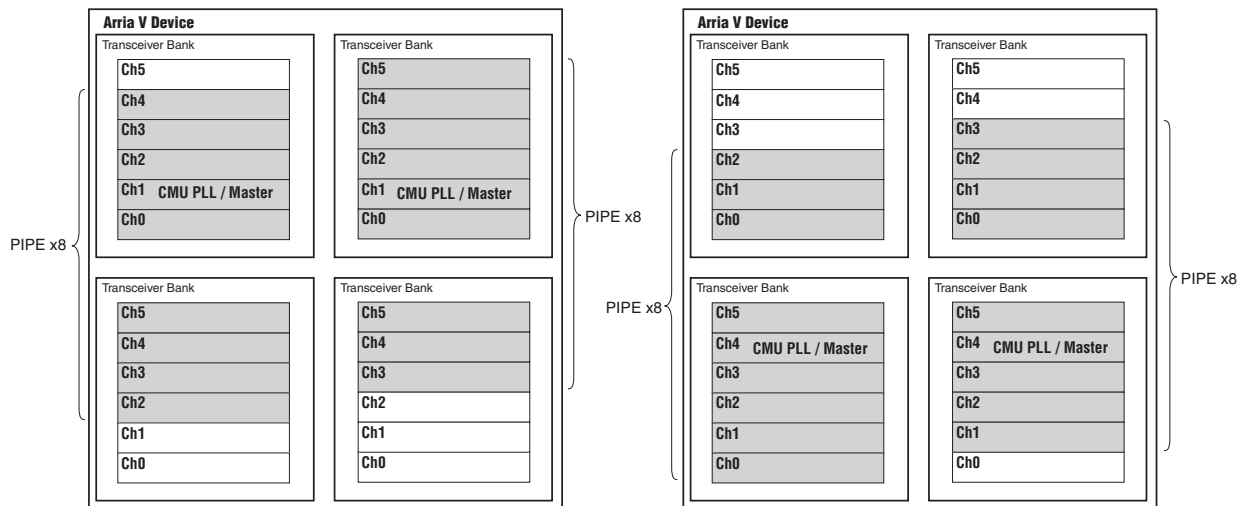 Arria V Device
Transceiver Bank
Ch5
Ch4
Ch3
Ch2
Ch1 CMU PLL / Master
Ch0
Transceiver Bank
Ch5
Ch4
Ch3
Ch2
Ch1 CMU PLL / Master
Ch0
PIPE x8
PIPE x8
Transceiver Bank
Ch5
Ch4
Ch3
Ch2
Ch1
Ch0
Transceiver Bank
Ch5
Ch4
Ch3
Ch2
Ch1
Ch0
Arria V Device
Transceiver Bank
Ch5
Ch4
Ch3
Ch2
Ch1
Ch0
Transceiver Bank
Ch5
Ch4
Ch3
Ch2
Ch1
Ch0
PIPE x8
PIPE x8
Transceiver Bank
Ch5
Ch4 CMU PLL / Master
Ch3
Ch2
Ch1
Ch0
Transceiver Bank
Ch5
Ch4 CMU PLL / Master
Ch3
Ch2
Ch1
Ch0